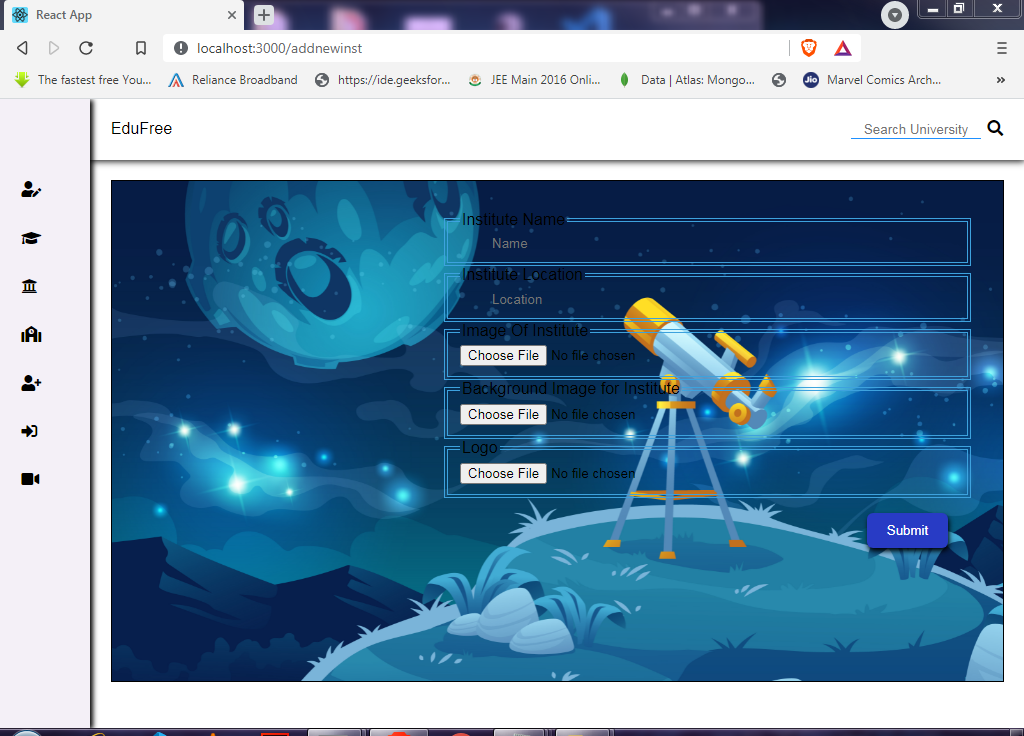 React App
localhost:3000/addnewinst
The fastest free You...
Reliance Broadband
https://ide.geeksfor...
JEE Main 2016 Onli...
Data | Atlas: Mongo...
Jio
Marvel Comics Arch...
»
EduFree
Search University
Institute Name
Name
Institute Location
Location
Image Of Institute
Choose File No file chosen
Background Image for Institute
Choose File No file chosen
Logo
Choose File No file chosen
Submit